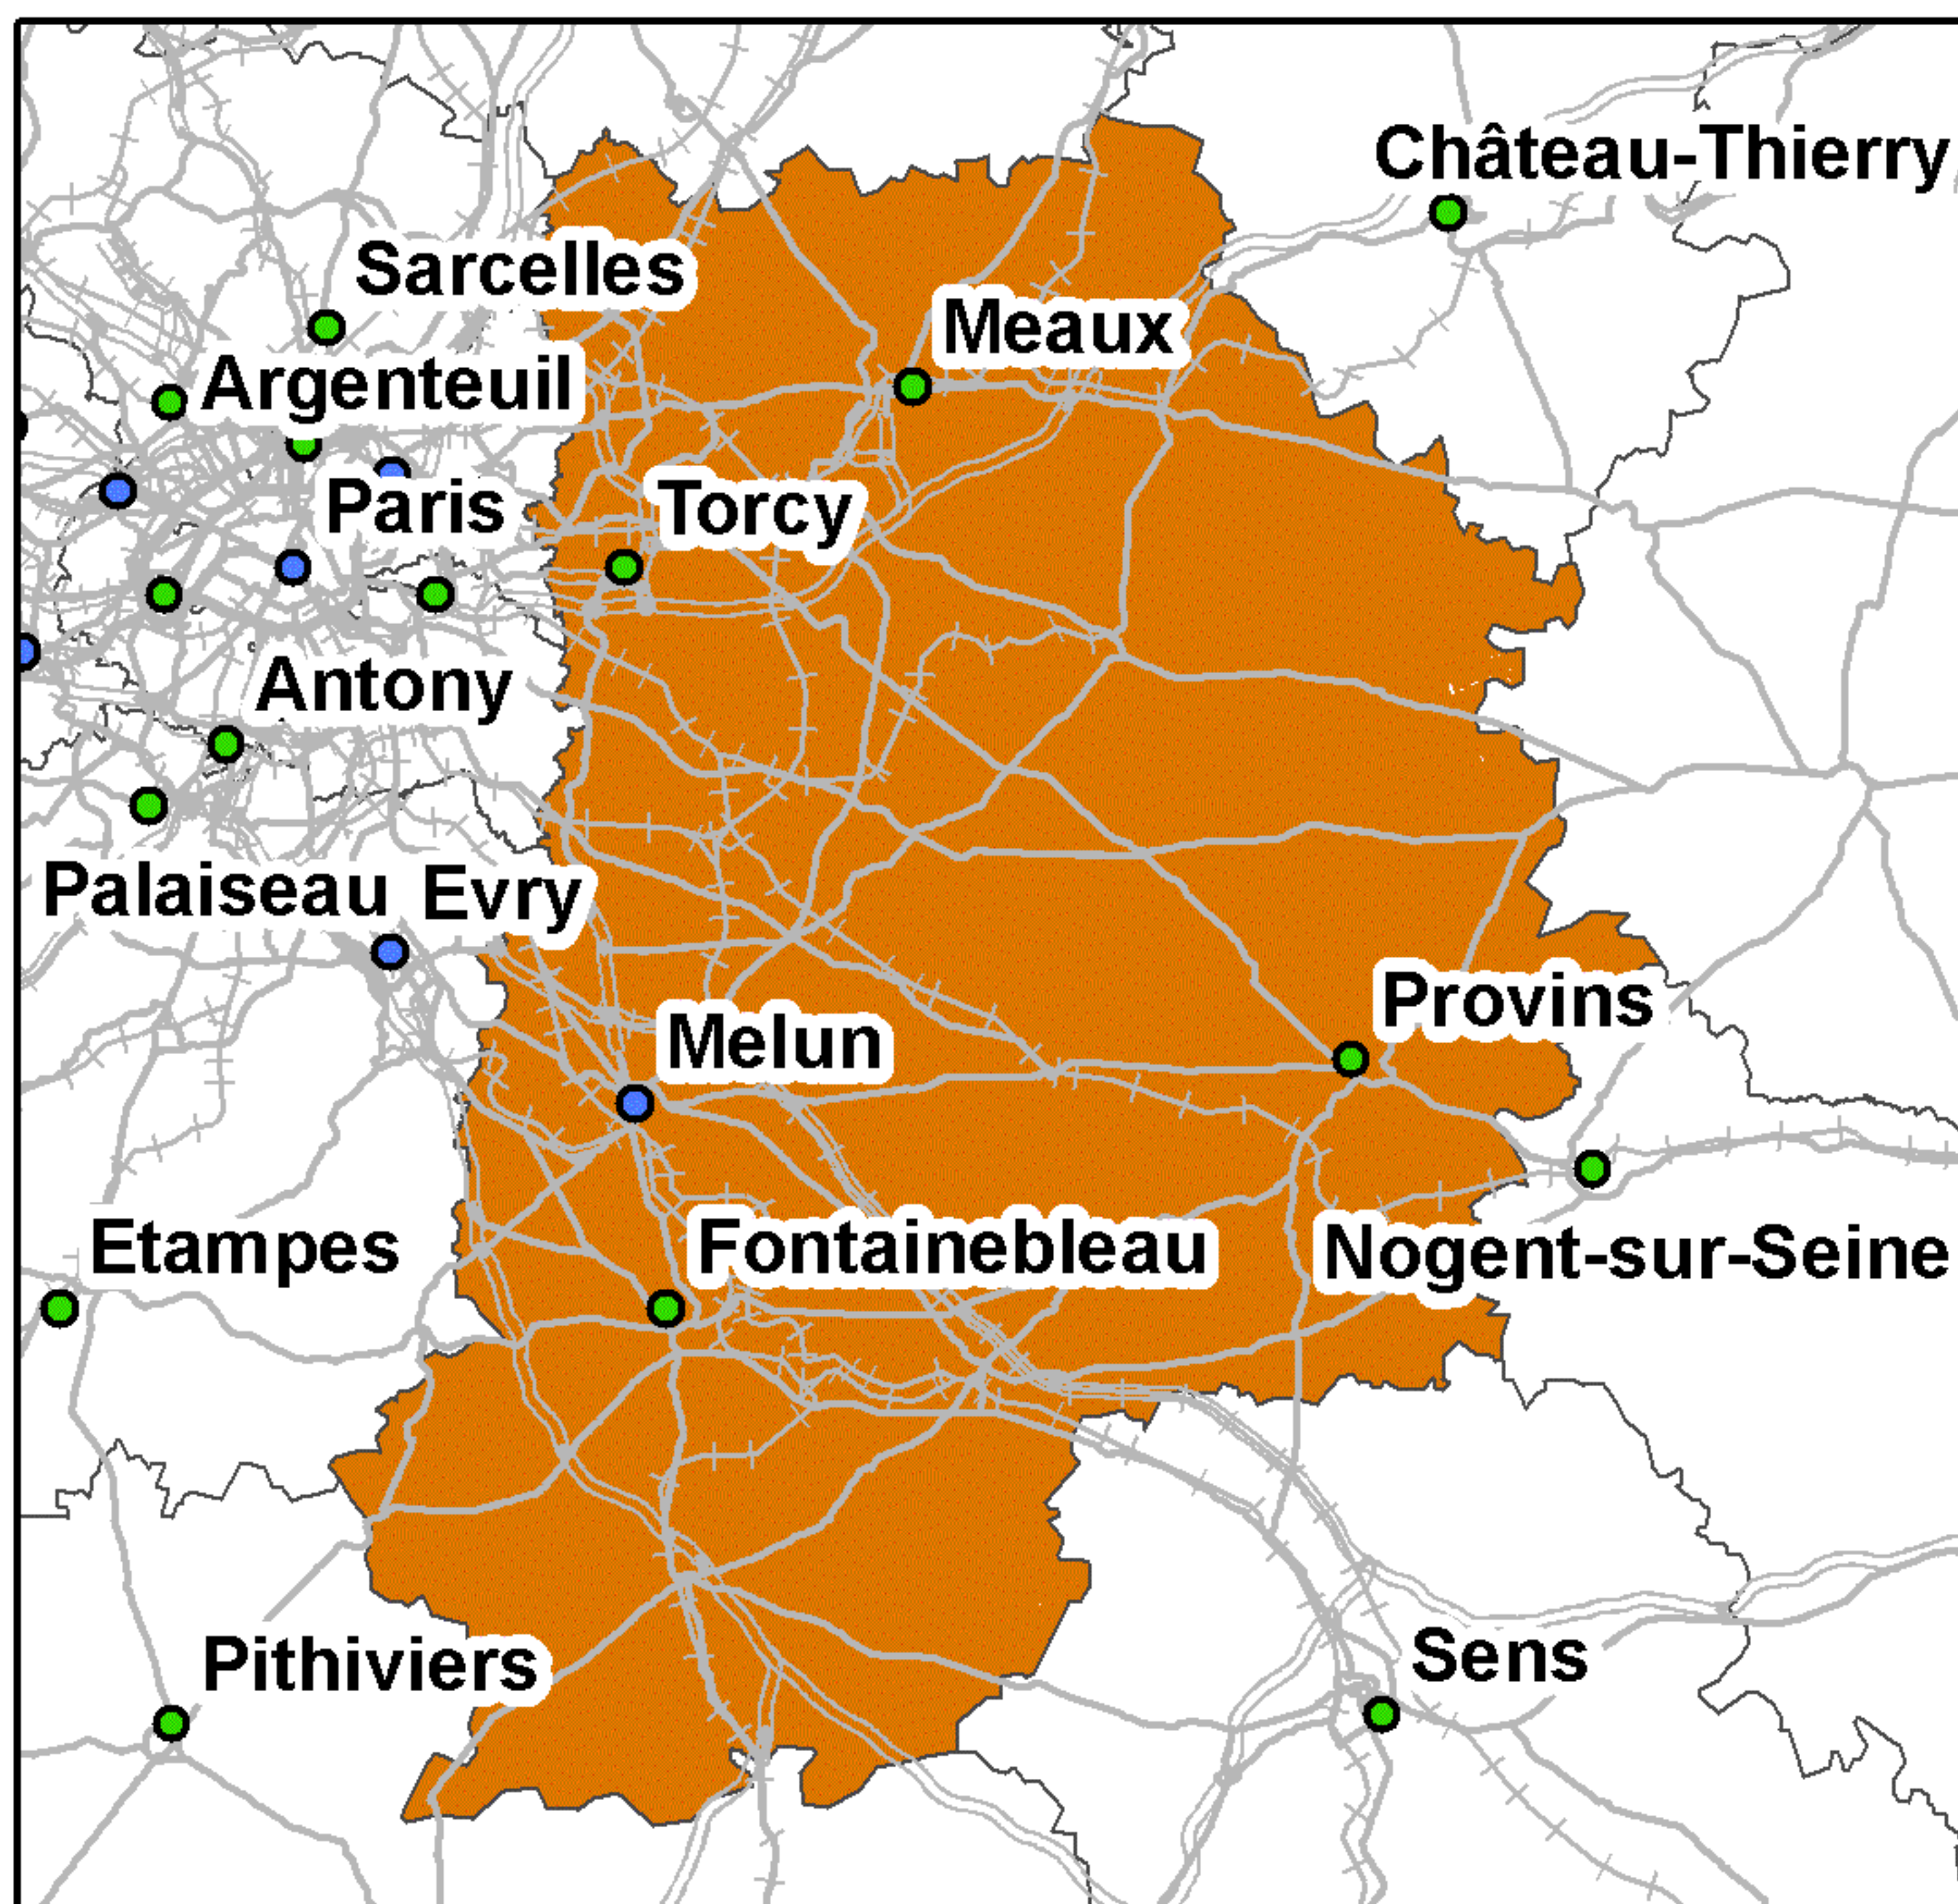 Château-Thierry
Sarcelles
Meaux
Argenteuil
Paris
Torcy
Antony
Palaiseau
Evry
Provins
Melun
Etampes
Fontainebleau
Nogent-sur-Seine
Pithiviers
Sens